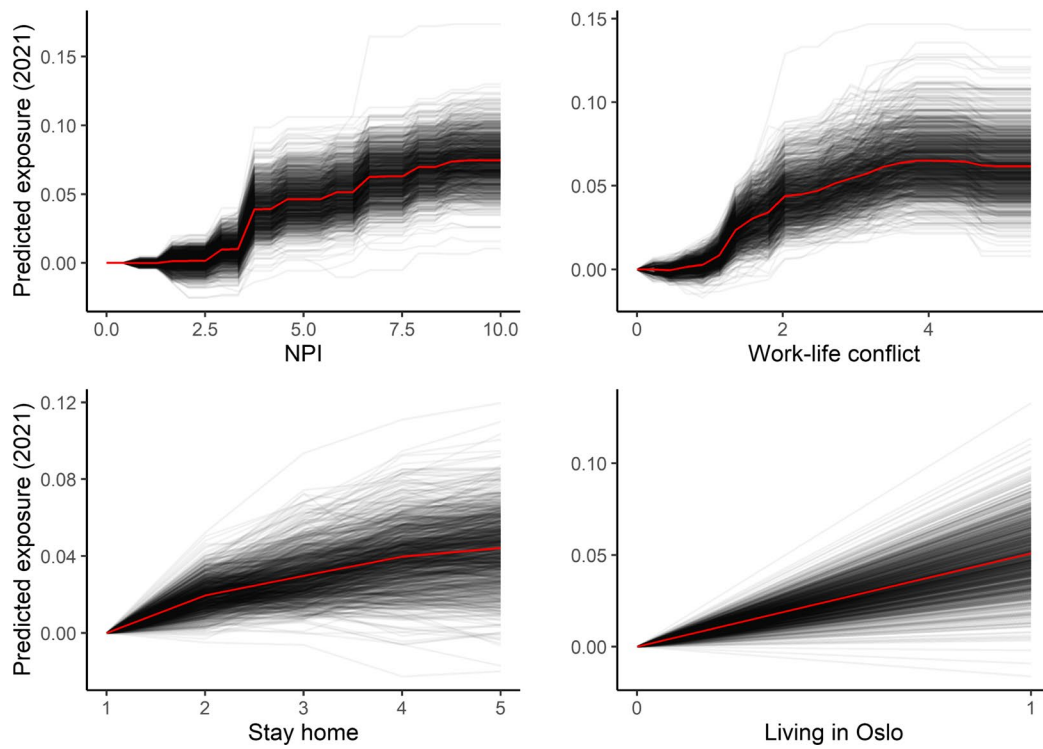 Predicted exposure (2021)
0.15
0.10
0.05
0.00
0.0 2.5 5.0 7.5 10.0
NPI
0.15
0.10
0.05
0.00
0 2 4
Work-life conflict
Predicted exposure (2021)
0.12
0.08
0.04
0.00
1 2 3 4 5
Stay home
0.10
0.05
0.00
0 1
Living in Oslo